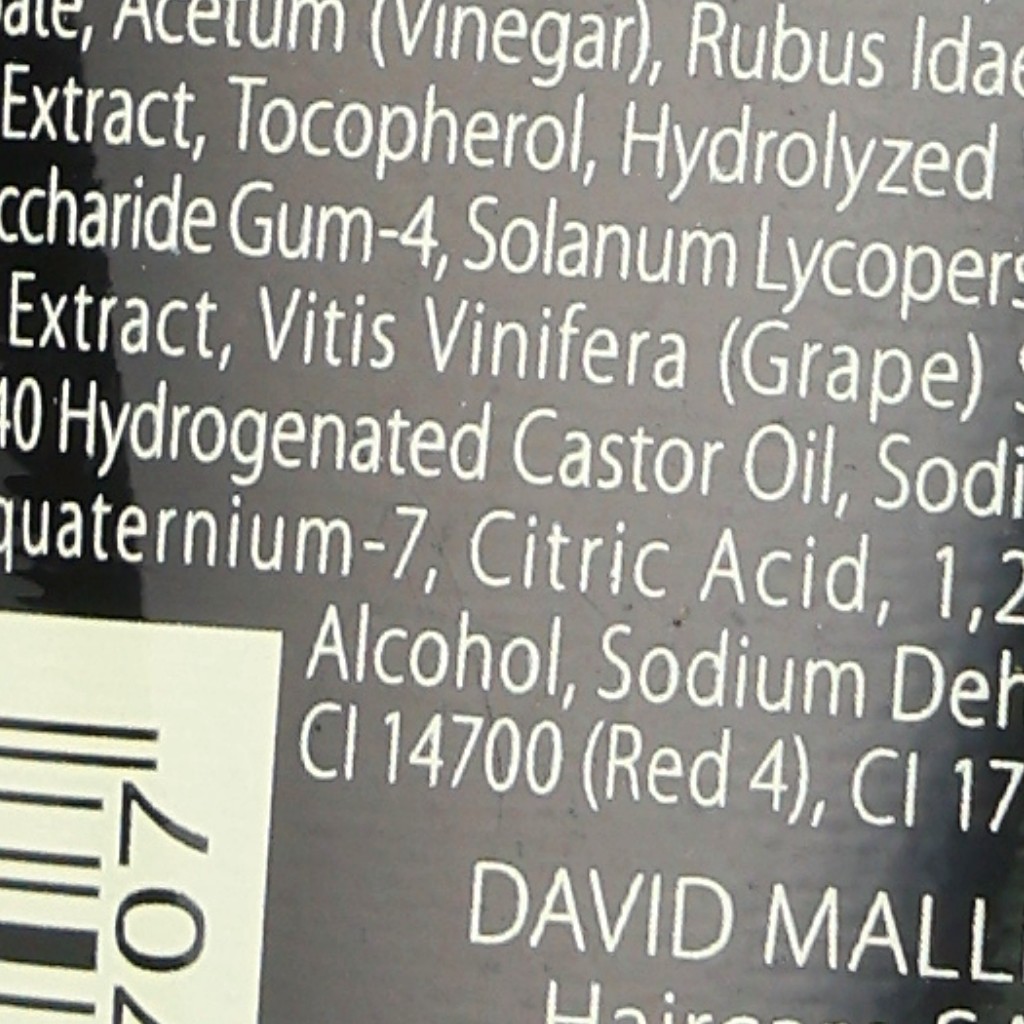 ate, Acetum (Vinegar), Rubus Idae
Extract, Tocopherol, Hydrolyzed
ccharide Gum-4, Solanum Lycopers
Extract, Vitis Vinifera (Grape)
40 Hydrogenated Castor Oil, Sodi
quaternium-7, Citric Acid, 1,2
Alcohol, Sodium Deh
CI 14700 (Red 4), CI 17
DAVID MALL
707